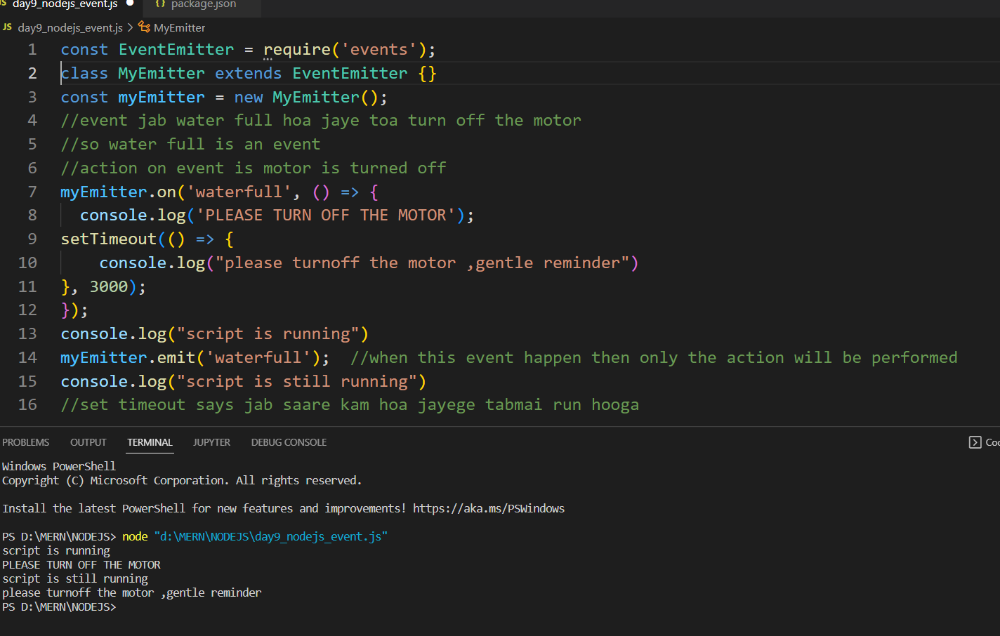 JS day9_nodejs_event.js ● {} package.json
JS day9_nodejs_event.js > MyEmitter
1 const EventEmitter = require('events');
2 class MyEmitter extends EventEmitter {}
3 const myEmitter = new MyEmitter();
4 //event jab water full hoa jaye toa turn off the motor
5 //so water full is an event
6 //action on event is motor is turned off
7 myEmitter.on('waterfull', () => {
8   console.log('PLEASE TURN OFF THE MOTOR');
9 setTimeout(() => {
10     console.log("please turnoff the motor ,gentle reminder")
11 }, 3000);
12 });
13 console.log("script is running")
14 myEmitter.emit('waterfull');  //when this event happen then only the action will be performed
15 console.log("script is still running")
16 //set timeout says jab saare kam hoa jayege tabmai run hooga
PROBLEMS OUTPUT TERMINAL JUPYTER DEBUG CONSOLE
Windows PowerShell
Copyright (C) Microsoft Corporation. All rights reserved.
Install the latest PowerShell for new features and improvements! https://aka.ms/PSWindows
PS D:\MERN\NODEJS> node "d:\MERN\NODEJS\day9_nodejs_event.js"
script is running
PLEASE TURN OFF THE MOTOR
script is still running
please turnoff the motor ,gentle reminder
PS D:\MERN\NODEJS>